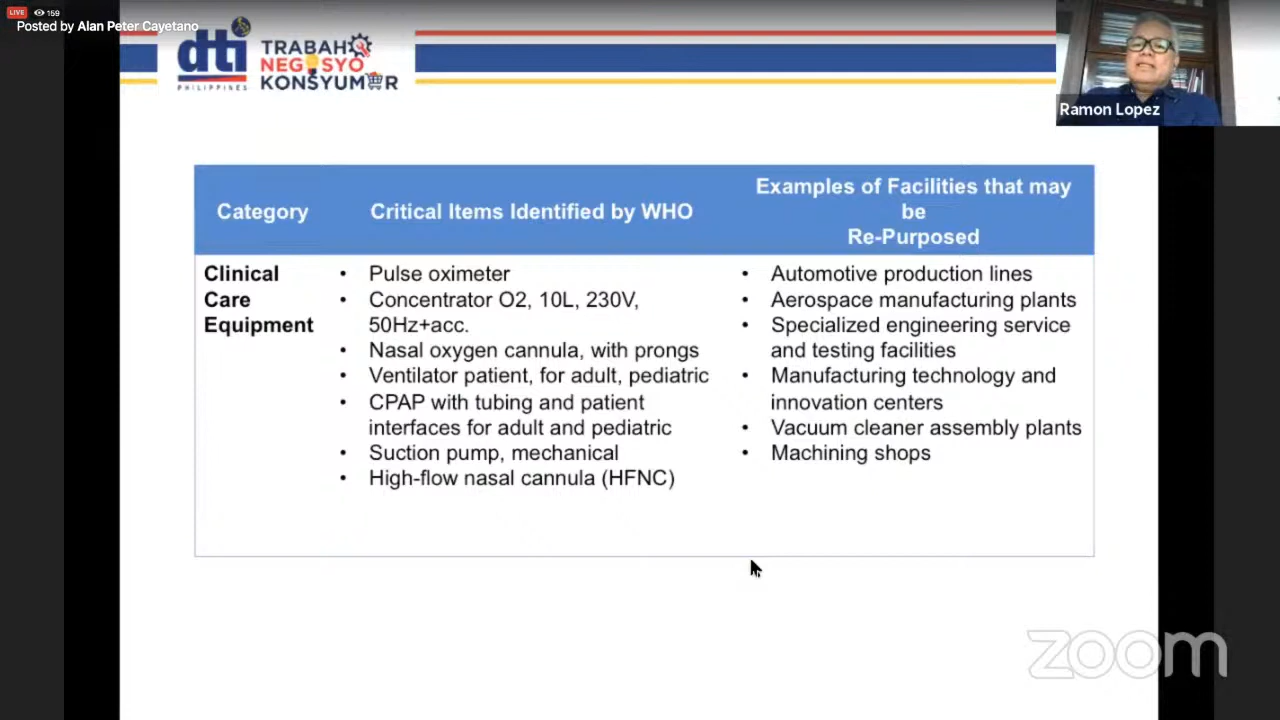 LIVE 159
Posted by Alan Peter Cayetano
dti
PHILIPPINES
TRABAHO
NEGOSYO
KONSYUMER
Ramon Lopez
Category
Critical Items Identified by WHO
Examples of Facilities that may
be
Re-Purposed
Clinical
Care
Equipment
• Pulse oximeter
• Concentrator O2, 10L, 230V,
50Hz+acc.
• Nasal oxygen cannula, with prongs
• Ventilator patient, for adult, pediatric
• CPAP with tubing and patient
interfaces for adult and pediatric
• Suction pump, mechanical
• High-flow nasal cannula (HFNC)
• Automotive production lines
• Aerospace manufacturing plants
• Specialized engineering service
and testing facilities
• Manufacturing technology and
innovation centers
• Vacuum cleaner assembly plants
• Machining shops
zoom